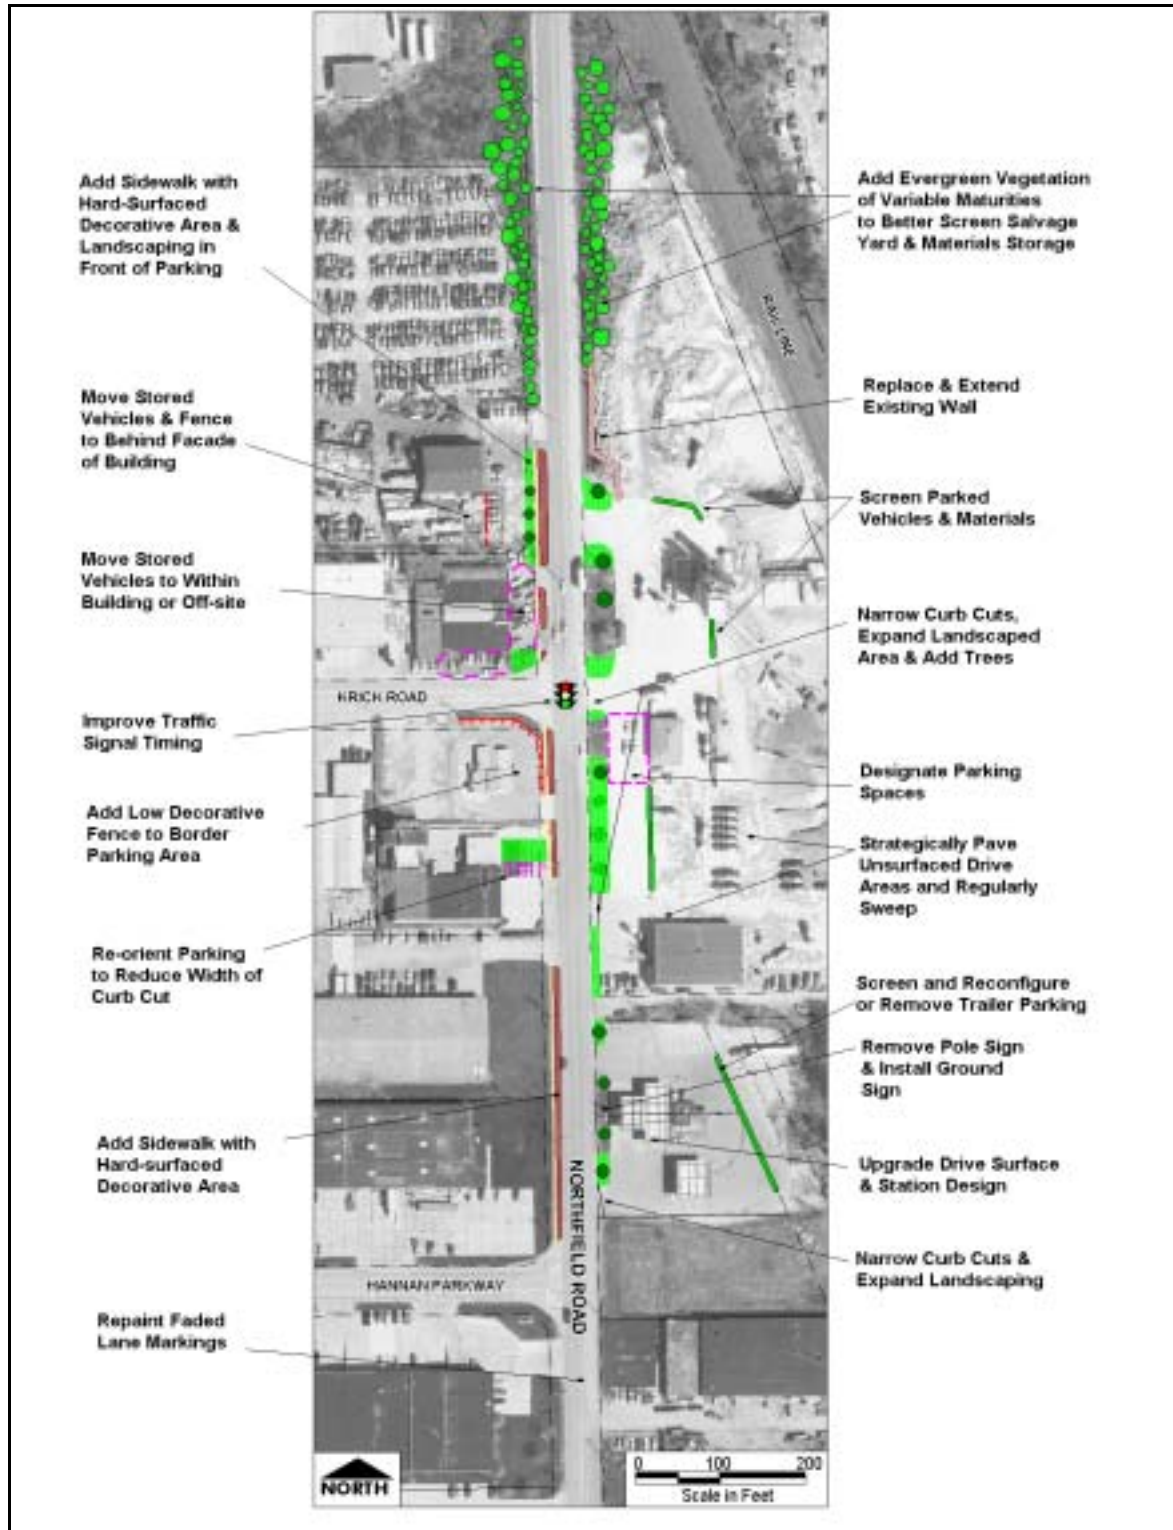 Add Sidewalk with
Hard-Surfaced
Decorative Area &
Landscaping in
Front of Parking
Move Stored
Vehicles & Fence
to Behind Facade
of Building
Move Stored
Vehicles to Within
Building or Off-site
Improve Traffic
Signal Timing
Add Low Decorative
Fence to Border
Parking Area
Re-orient Parking
to Reduce Width of
Curb Cut
Add Sidewalk with
Hard-surfaced
Decorative Area
Repaint Faded
Lane Markings
RAIL LINE
KRICK ROAD
NORTHFIELD ROAD
HANNAN PARKWAY
NORTH
0 100 200
Scale in Feet
Add Evergreen Vegetation
of Variable Maturities
to Better Screen Salvage
Yard & Materials Storage
Replace & Extend
Existing Wall
Screen Parked
Vehicles & Materials
Narrow Curb Cuts,
Expand Landscaped
Area & Add Trees
Designate Parking
Spaces
Strategically Pave
Unsurfaced Drive
Areas and Regularly
Sweep
Screen and Reconfigure
or Remove Trailer Parking
Remove Pole Sign
& Install Ground
Sign
Upgrade Drive Surface
& Station Design
Narrow Curb Cuts &
Expand Landscaping